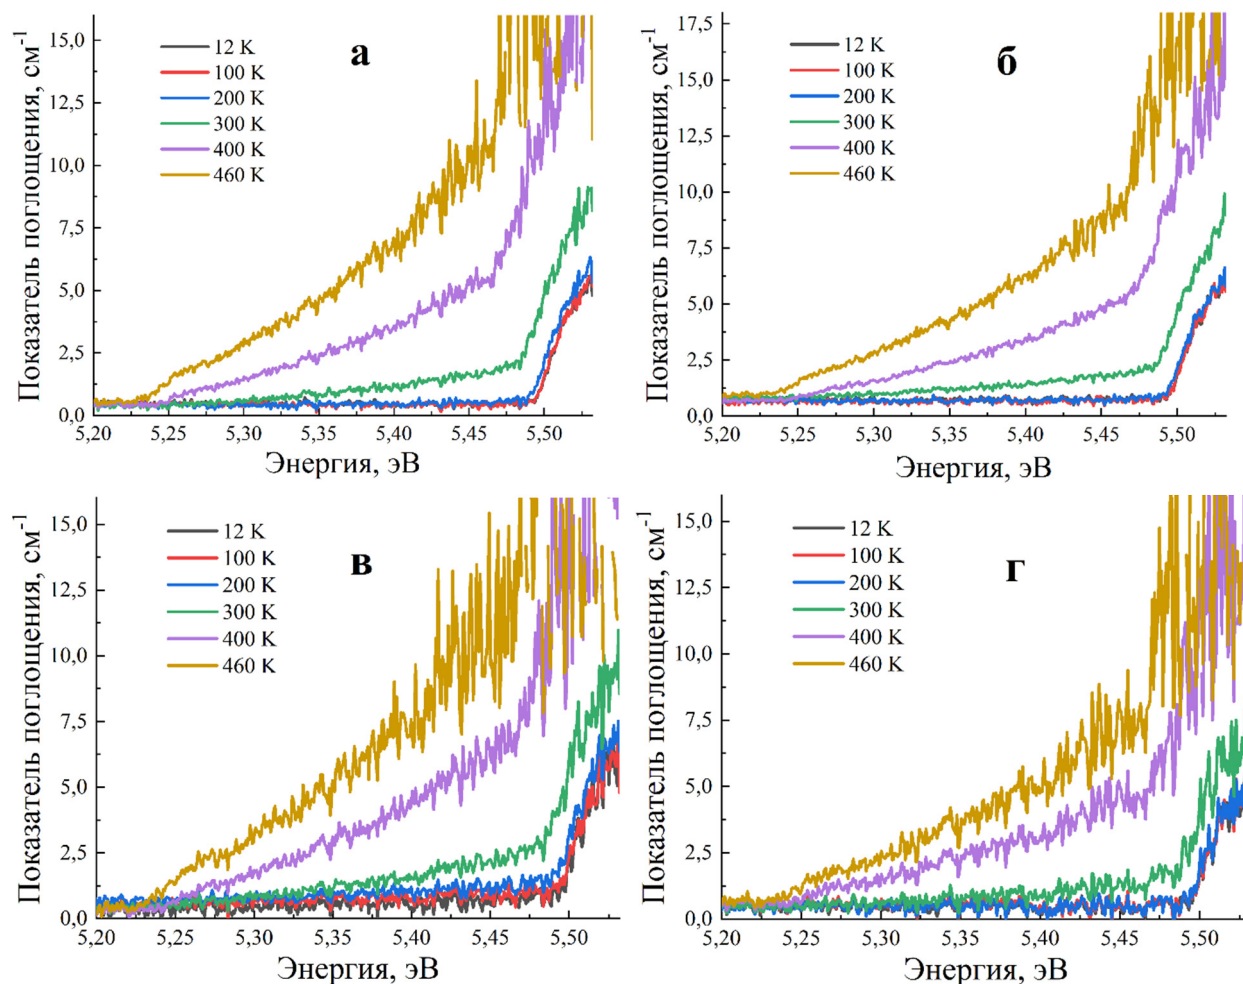 а
Показатель поглощения, см⁻¹
15,0
12,5
10,0
7,5
5,0
2,5
0,0
12 K
100 K
200 K
300 K
400 K
460 K
5,20 5,25 5,30 5,35 5,40 5,45 5,50
Энергия, эВ
б
Показатель поглощения, см⁻¹
17,5
15,0
12,5
10,0
7,5
5,0
2,5
0,0
12 K
100 K
200 K
300 K
400 K
460 K
5,20 5,25 5,30 5,35 5,40 5,45 5,50
Энергия, эВ
в
Показатель поглощения, см⁻¹
15,0
12,5
10,0
7,5
5,0
2,5
0,0
12 K
100 K
200 K
300 K
400 K
460 K
5,20 5,25 5,30 5,35 5,40 5,45 5,50
Энергия, эВ
г
Показатель поглощения, см⁻¹
15,0
12,5
10,0
7,5
5,0
2,5
0,0
12 K
100 K
200 K
300 K
400 K
460 K
5,20 5,25 5,30 5,35 5,40 5,45 5,50
Энергия, эВ